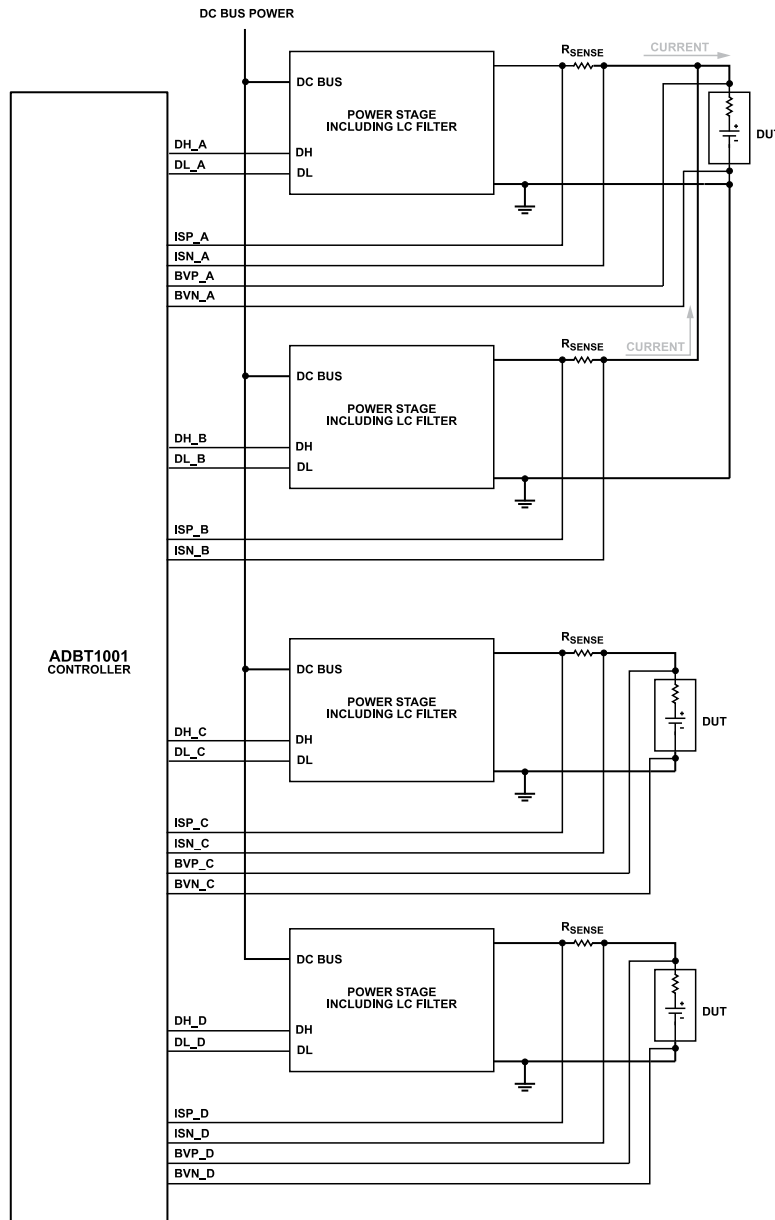 DC BUS POWER
DC BUS
POWER STAGE
INCLUDING LC FILTER
DH
DL
RSENSE
CURRENT
DUT
DH_A
DL_A
ISP_A
ISN_A
BVP_A
BVN_A
DC BUS
POWER STAGE
INCLUDING LC FILTER
DH
DL
RSENSE
CURRENT
DH_B
DL_B
ISP_B
ISN_B
ADBT1001
CONTROLLER
DC BUS
POWER STAGE
INCLUDING LC FILTER
DH
DL
RSENSE
DUT
DH_C
DL_C
ISP_C
ISN_C
BVP_C
BVN_C
DC BUS
POWER STAGE
INCLUDING LC FILTER
DH
DL
RSENSE
DUT
DH_D
DL_D
ISP_D
ISN_D
BVP_D
BVN_D